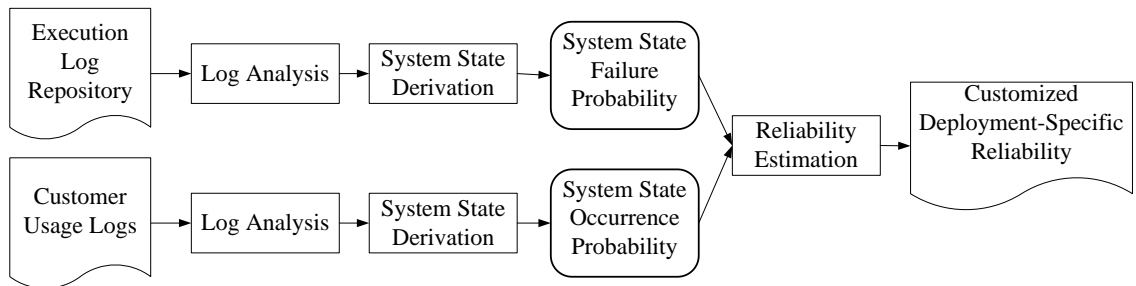 Execution
Log
Repository
Log Analysis
System State
Derivation
System State
Failure
Probability
Customer
Usage Logs
Log Analysis
System State
Derivation
System State
Occurrence
Probability
Reliability
Estimation
Customized
Deployment-Specific
Reliability